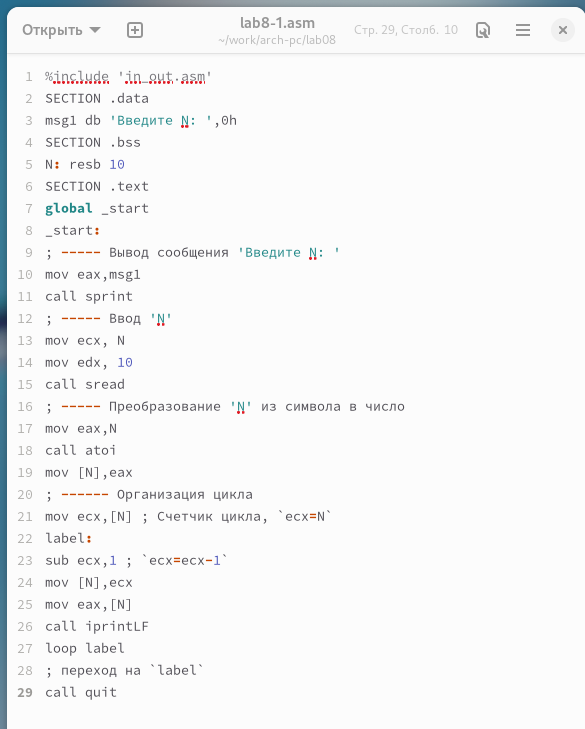 Открыть
lab8-1.asm
~/work/arch-pc/lab08
Стр. 29, Столб. 10
1 %include 'in_out.asm'
2 SECTION .data
3 msg1 db 'Введите N: ',0h
4 SECTION .bss
5 N: resb 10
6 SECTION .text
7 global _start
8 _start:
9 ; ----- Вывод сообщения 'Введите N: '
10 mov eax,msg1
11 call sprint
12 ; ----- Ввод 'N'
13 mov ecx, N
14 mov edx, 10
15 call sread
16 ; ----- Преобразование 'N' из символа в число
17 mov eax,N
18 call atoi
19 mov [N],eax
20 ; ------ Организация цикла
21 mov ecx,[N] ; Счетчик цикла, `ecx=N`
22 label:
23 sub ecx,1 ; `ecx=ecx-1`
24 mov [N],ecx
25 mov eax,[N]
26 call iprintLF
27 loop label
28 ; переход на `label`
29 call quit